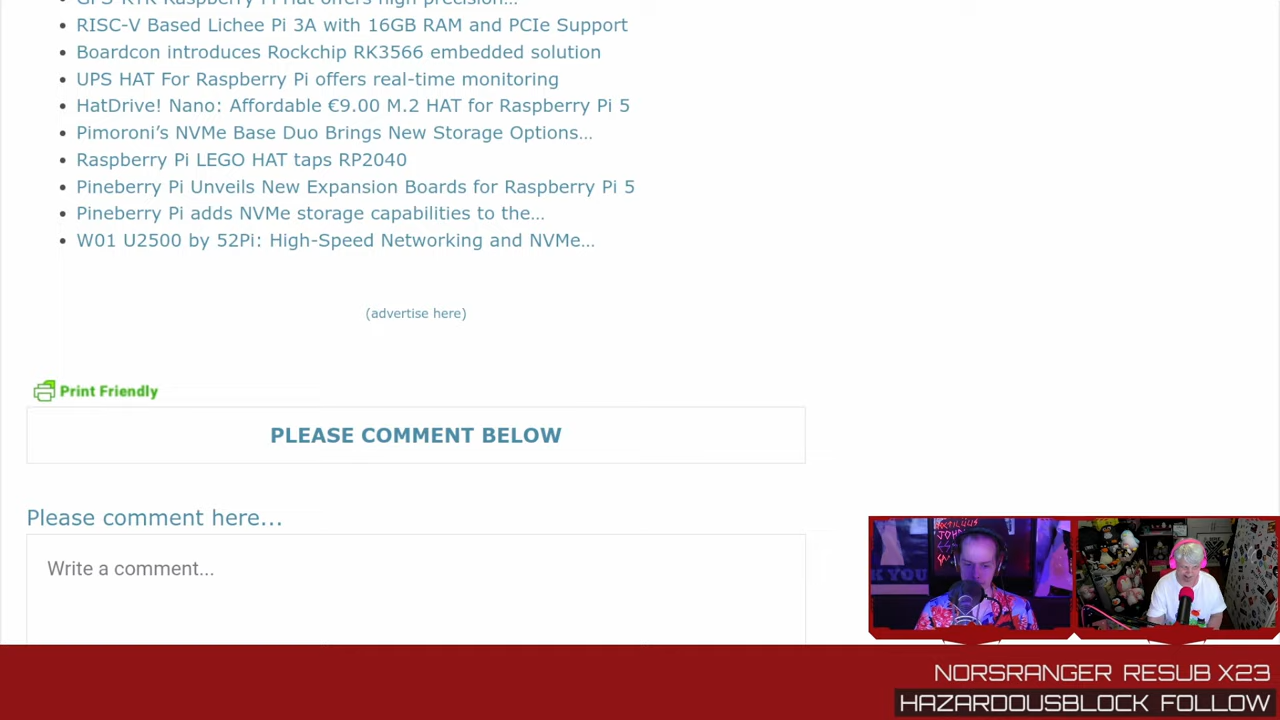 RISC-V Based Lichee Pi 3A with 16GB RAM and PCIe Support
Boardcon introduces Rockchip RK3566 embedded solution
UPS HAT For Raspberry Pi offers real-time monitoring
HatDrive! Nano: Affordable €9.00 M.2 HAT for Raspberry Pi 5
Pimoroni’s NVMe Base Duo Brings New Storage Options…
Raspberry Pi LEGO HAT taps RP2040
Pineberry Pi Unveils New Expansion Boards for Raspberry Pi 5
Pineberry Pi adds NVMe storage capabilities to the…
W01 U2500 by 52Pi: High-Speed Networking and NVMe…
(advertise here)
Print Friendly
PLEASE COMMENT BELOW
Please comment here...
Write a comment...
NORSRANGER RESUB X23
HAZARDOUSBLOCK FOLLOW